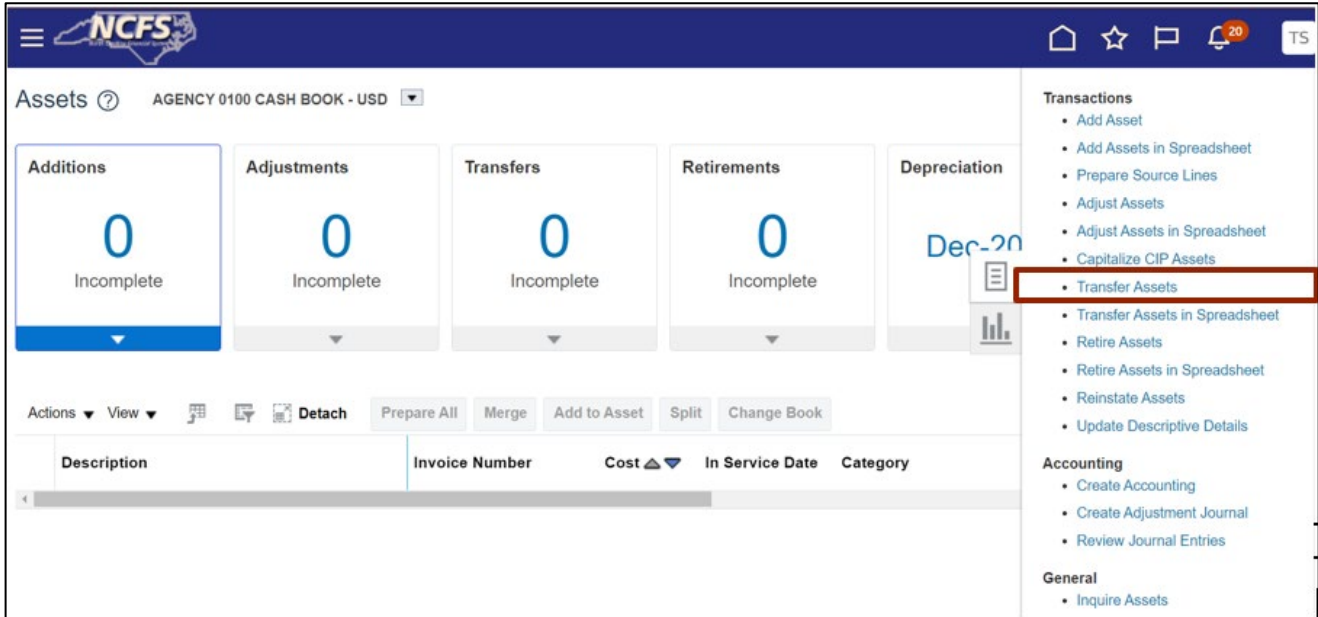 NCFS
20
TS
Assets
AGENCY 0100 CASH BOOK - USD
Additions
0
Incomplete
Adjustments
0
Incomplete
Transfers
0
Incomplete
Retirements
0
Incomplete
Depreciation
Dec-20
Actions View Detach Prepare All Merge Add to Asset Split Change Book
Description Invoice Number Cost In Service Date Category
Transactions
• Add Asset
• Add Assets in Spreadsheet
• Prepare Source Lines
• Adjust Assets
• Adjust Assets in Spreadsheet
• Capitalize CIP Assets
• Transfer Assets
• Transfer Assets in Spreadsheet
• Retire Assets
• Retire Assets in Spreadsheet
• Reinstate Assets
• Update Descriptive Details
Accounting
• Create Accounting
• Create Adjustment Journal
• Review Journal Entries
General
• Inquire Assets